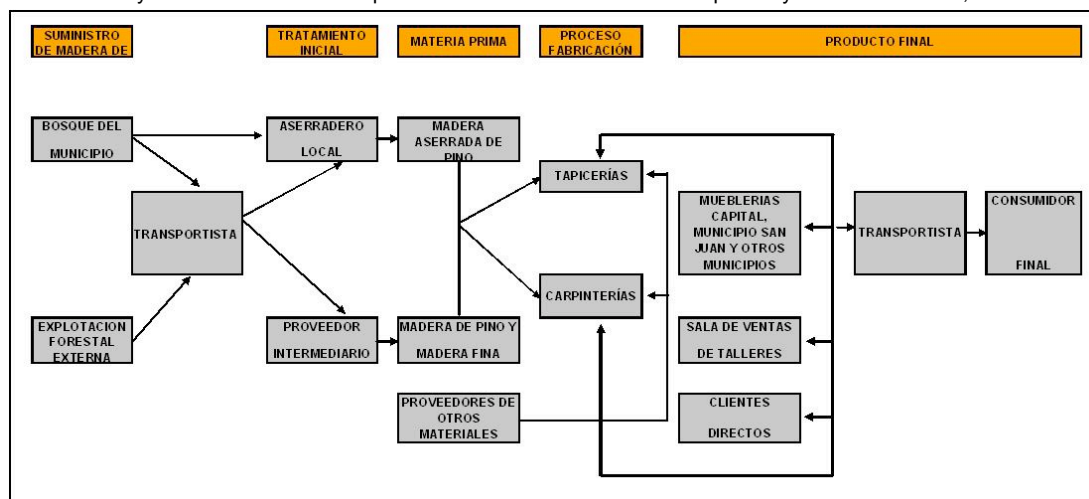 SUMINISTRO
DE MADERA DE
TRATAMIENTO
INICIAL
MATERIA PRIMA
PROCESO
FABRICACIÓN
PRODUCTO FINAL
BOSQUE DEL
MUNICIPIO
ASERRADERO
LOCAL
MADERA
ASERRADA DE
PINO
TAPICERÍAS
TRANSPORTISTA
MUEBLERIAS
CAPITAL,
MUNICIPIO SAN
JUAN Y OTROS
MUNICIPIOS
TRANSPORTISTA
CONSUMIDOR
FINAL
CARPINTERÍAS
EXPLOTACION
FORESTAL
EXTERNA
PROVEEDOR
INTERMEDIARIO
MADERA DE PINO Y
MADERA FINA
SALA DE VENTAS
DE TALLERES
PROVEEDORES DE
OTROS
MATERIALES
CLIENTES
DIRECTOS